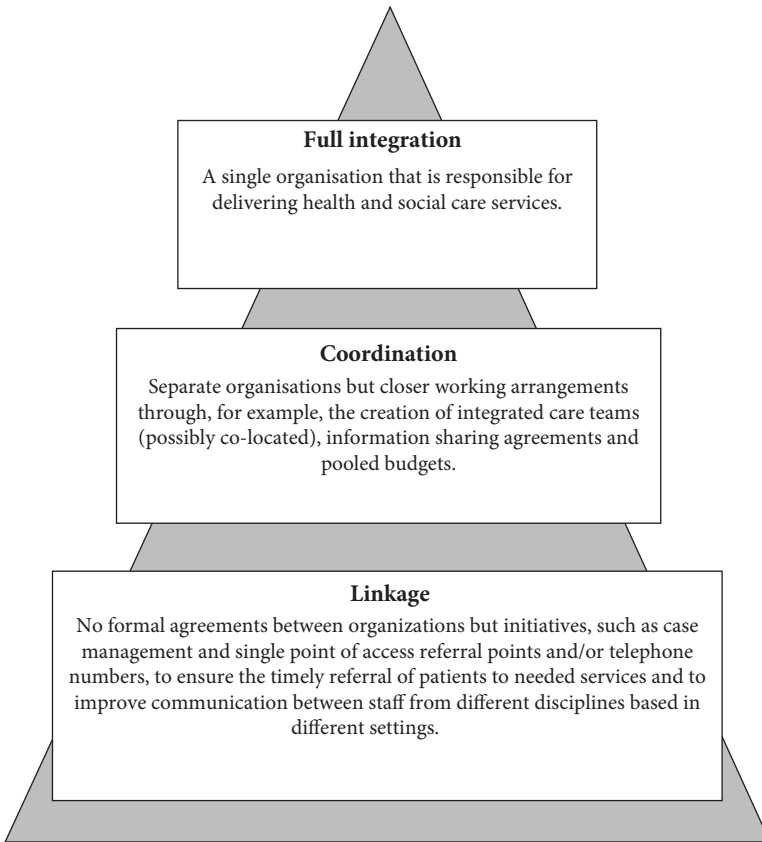 Full integration
A single organisation that is responsible for
delivering health and social care services.
Coordination
Separate organisations but closer working arrangements
through, for example, the creation of integrated care teams
(possibly co-located), information sharing agreements and
pooled budgets.
Linkage
No formal agreements between organizations but initiatives, such as case
management and single point of access referral points and/or telephone
numbers, to ensure the timely referral of patients to needed services and to
improve communication between staff from different disciplines based in
different settings.